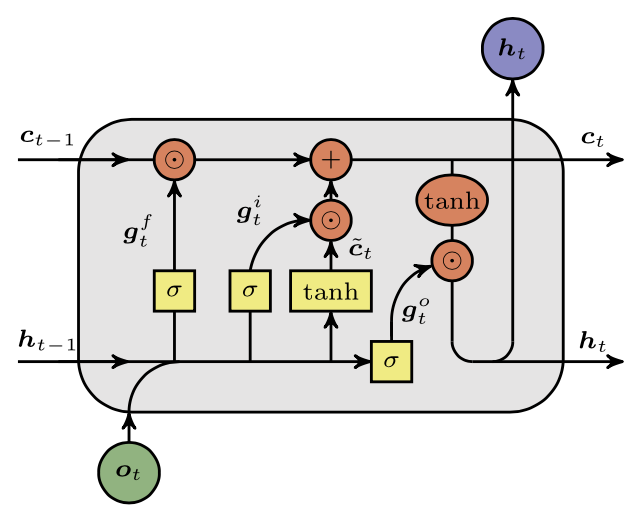 h_t
c_{t-1}
⊙
+
c_t
tanh
g_t^f
g_t^i
⊙
c̃_t
⊙
σ
σ
tanh
g_t^o
h_{t-1}
σ
h_t
o_t